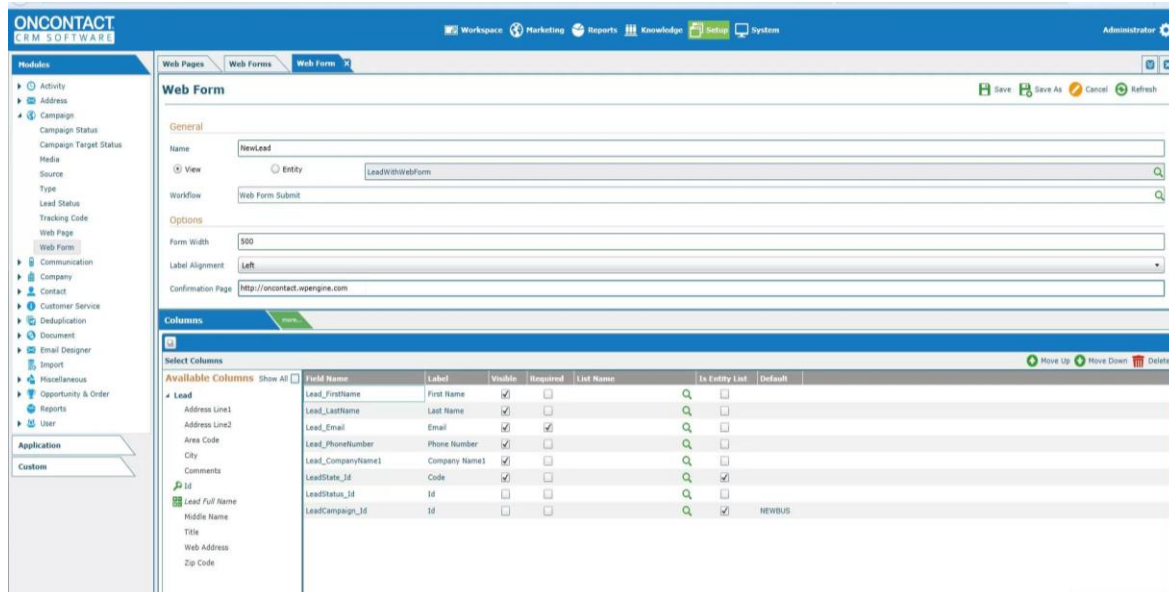 ONCONTACT
CRM SOFTWARE
Workspace Marketing Reports Knowledge Setup System
Administrator
Modules
Activity
Address
Campaign
Campaign Status
Campaign Target Status
Media
Source
Type
Lead Status
Tracking Code
Web Page
Web Form
Communication
Company
Contact
Customer Service
Deduplication
Document
Email Designer
Import
Miscellaneous
Opportunity & Order
Reports
User
Application
Custom
Web Pages Web Forms Web Form X
Web Form
Save Save As Cancel Refresh
General
Name NewLead
View Entity LeadWithWebForm
Workflow Web Form Submit
Options
Form Width 500
Label Alignment Left
Confirmation Page http://oncontact.wpengine.com
Columns more...
Select Columns
Move Up Move Down Delete
Available Columns Show All
Lead
Address Line1
Address Line2
Area Code
City
Comments
Id
Lead Full Name
Middle Name
Title
Web Address
Zip Code
Field Name Label Visible Required List Name Is Entity List Default
Lead_FirstName First Name
Lead_LastName Last Name
Lead_Email Email
Lead_PhoneNumber Phone Number
Lead_CompanyName1 Company Name1
LeadState_Id Code
LeadStatus_Id Id
LeadCampaign_Id Id NEWBUS